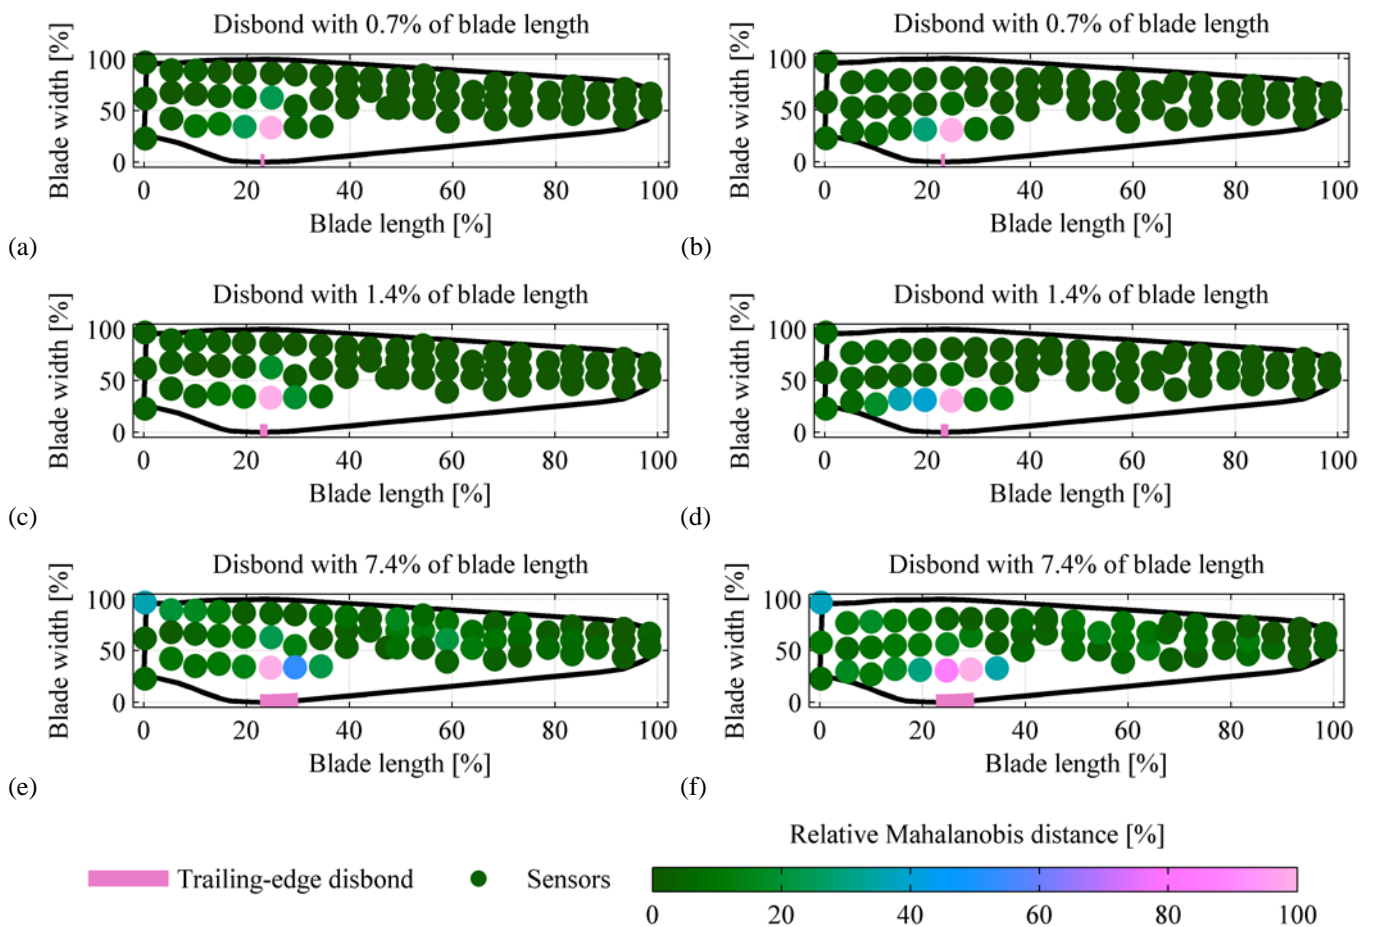 Disbond with 0.7% of blade length
Blade width [%]
100
50
0
0 20 40 60 80 100
Blade length [%]
(a)
Disbond with 0.7% of blade length
Blade width [%]
100
50
0
0 20 40 60 80 100
Blade length [%]
(b)
Disbond with 1.4% of blade length
Blade width [%]
100
50
0
0 20 40 60 80 100
Blade length [%]
(c)
Disbond with 1.4% of blade length
Blade width [%]
100
50
0
0 20 40 60 80 100
Blade length [%]
(d)
Disbond with 7.4% of blade length
Blade width [%]
100
50
0
0 20 40 60 80 100
Blade length [%]
(e)
Disbond with 7.4% of blade length
Blade width [%]
100
50
0
0 20 40 60 80 100
Blade length [%]
(f)
Trailing-edge disbond
Sensors
Relative Mahalanobis distance [%]
0 20 40 60 80 100